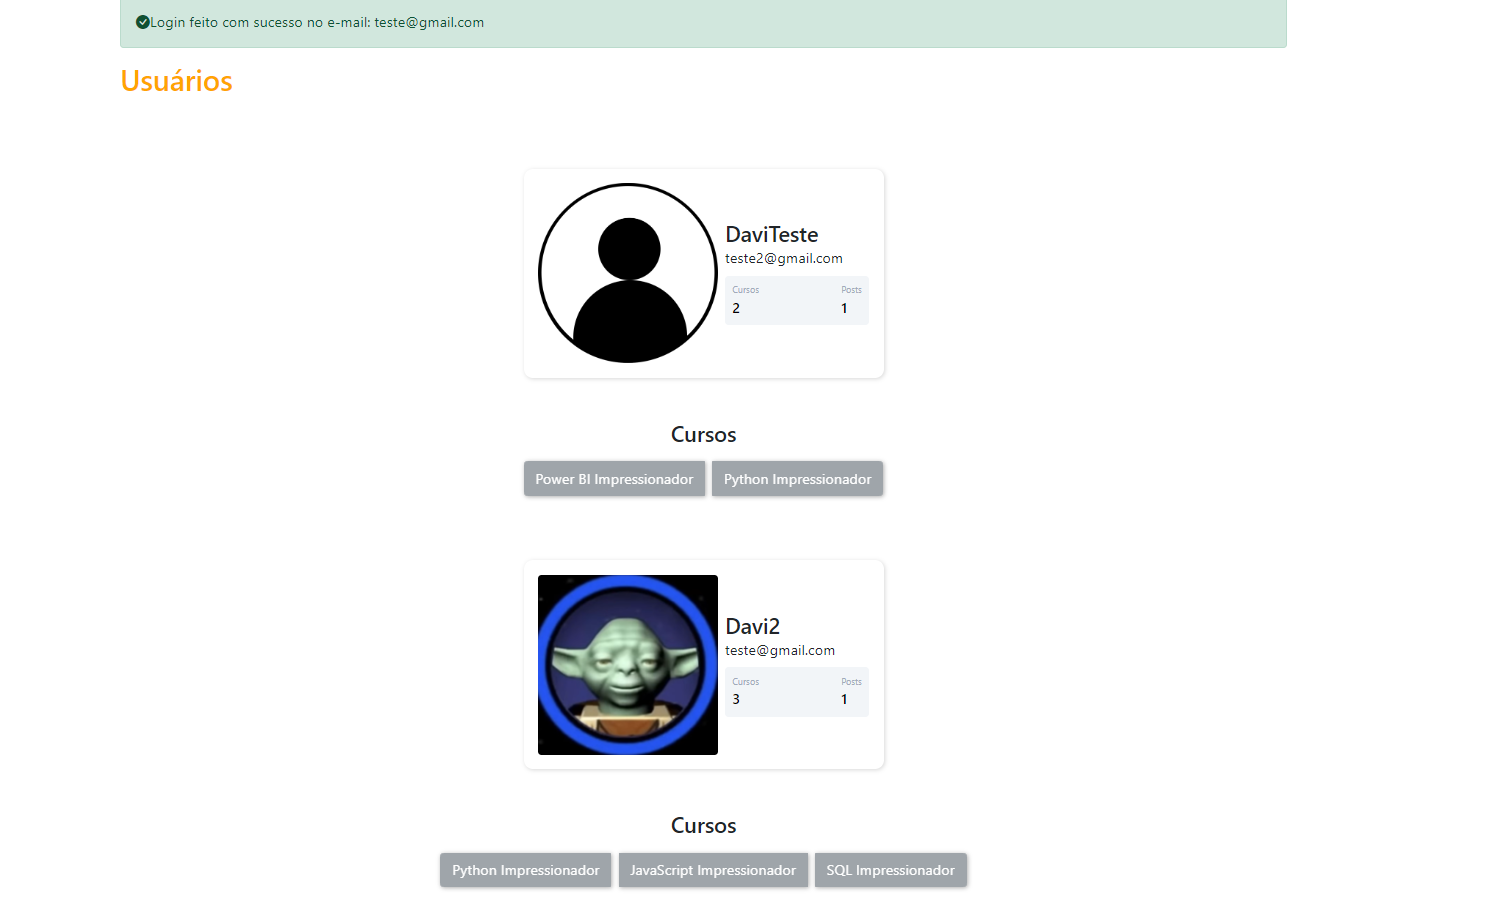 Login feito com sucesso no e-mail: teste@gmail.com
Usuários
DaviTeste
teste2@gmail.com
Cursos Posts
2 1
Cursos
Power BI Impressionador Python Impressionador
Davi2
teste@gmail.com
Cursos Posts
3 1
Cursos
Python Impressionador JavaScript Impressionador SQL Impressionador